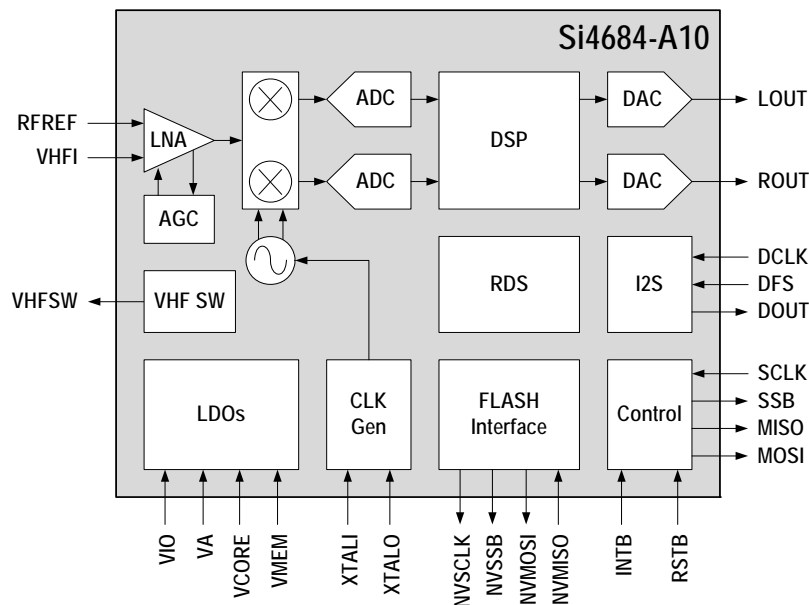 Si4684-A10
RFREF
VHFI
LNA
AGC
ADC
ADC
DSP
DAC
DAC
LOUT
ROUT
VHFSW
VHF SW
RDS
I2S
DCLK
DFS
DOUT
LDOs
CLK
Gen
FLASH
Interface
Control
SCLK
SSB
MISO
MOSI
VIO
VA
VCORE
VMEM
XTALI
XTALO
NVSCLK
NVSSB
NVMOSI
NVMISO
INTB
RSTB